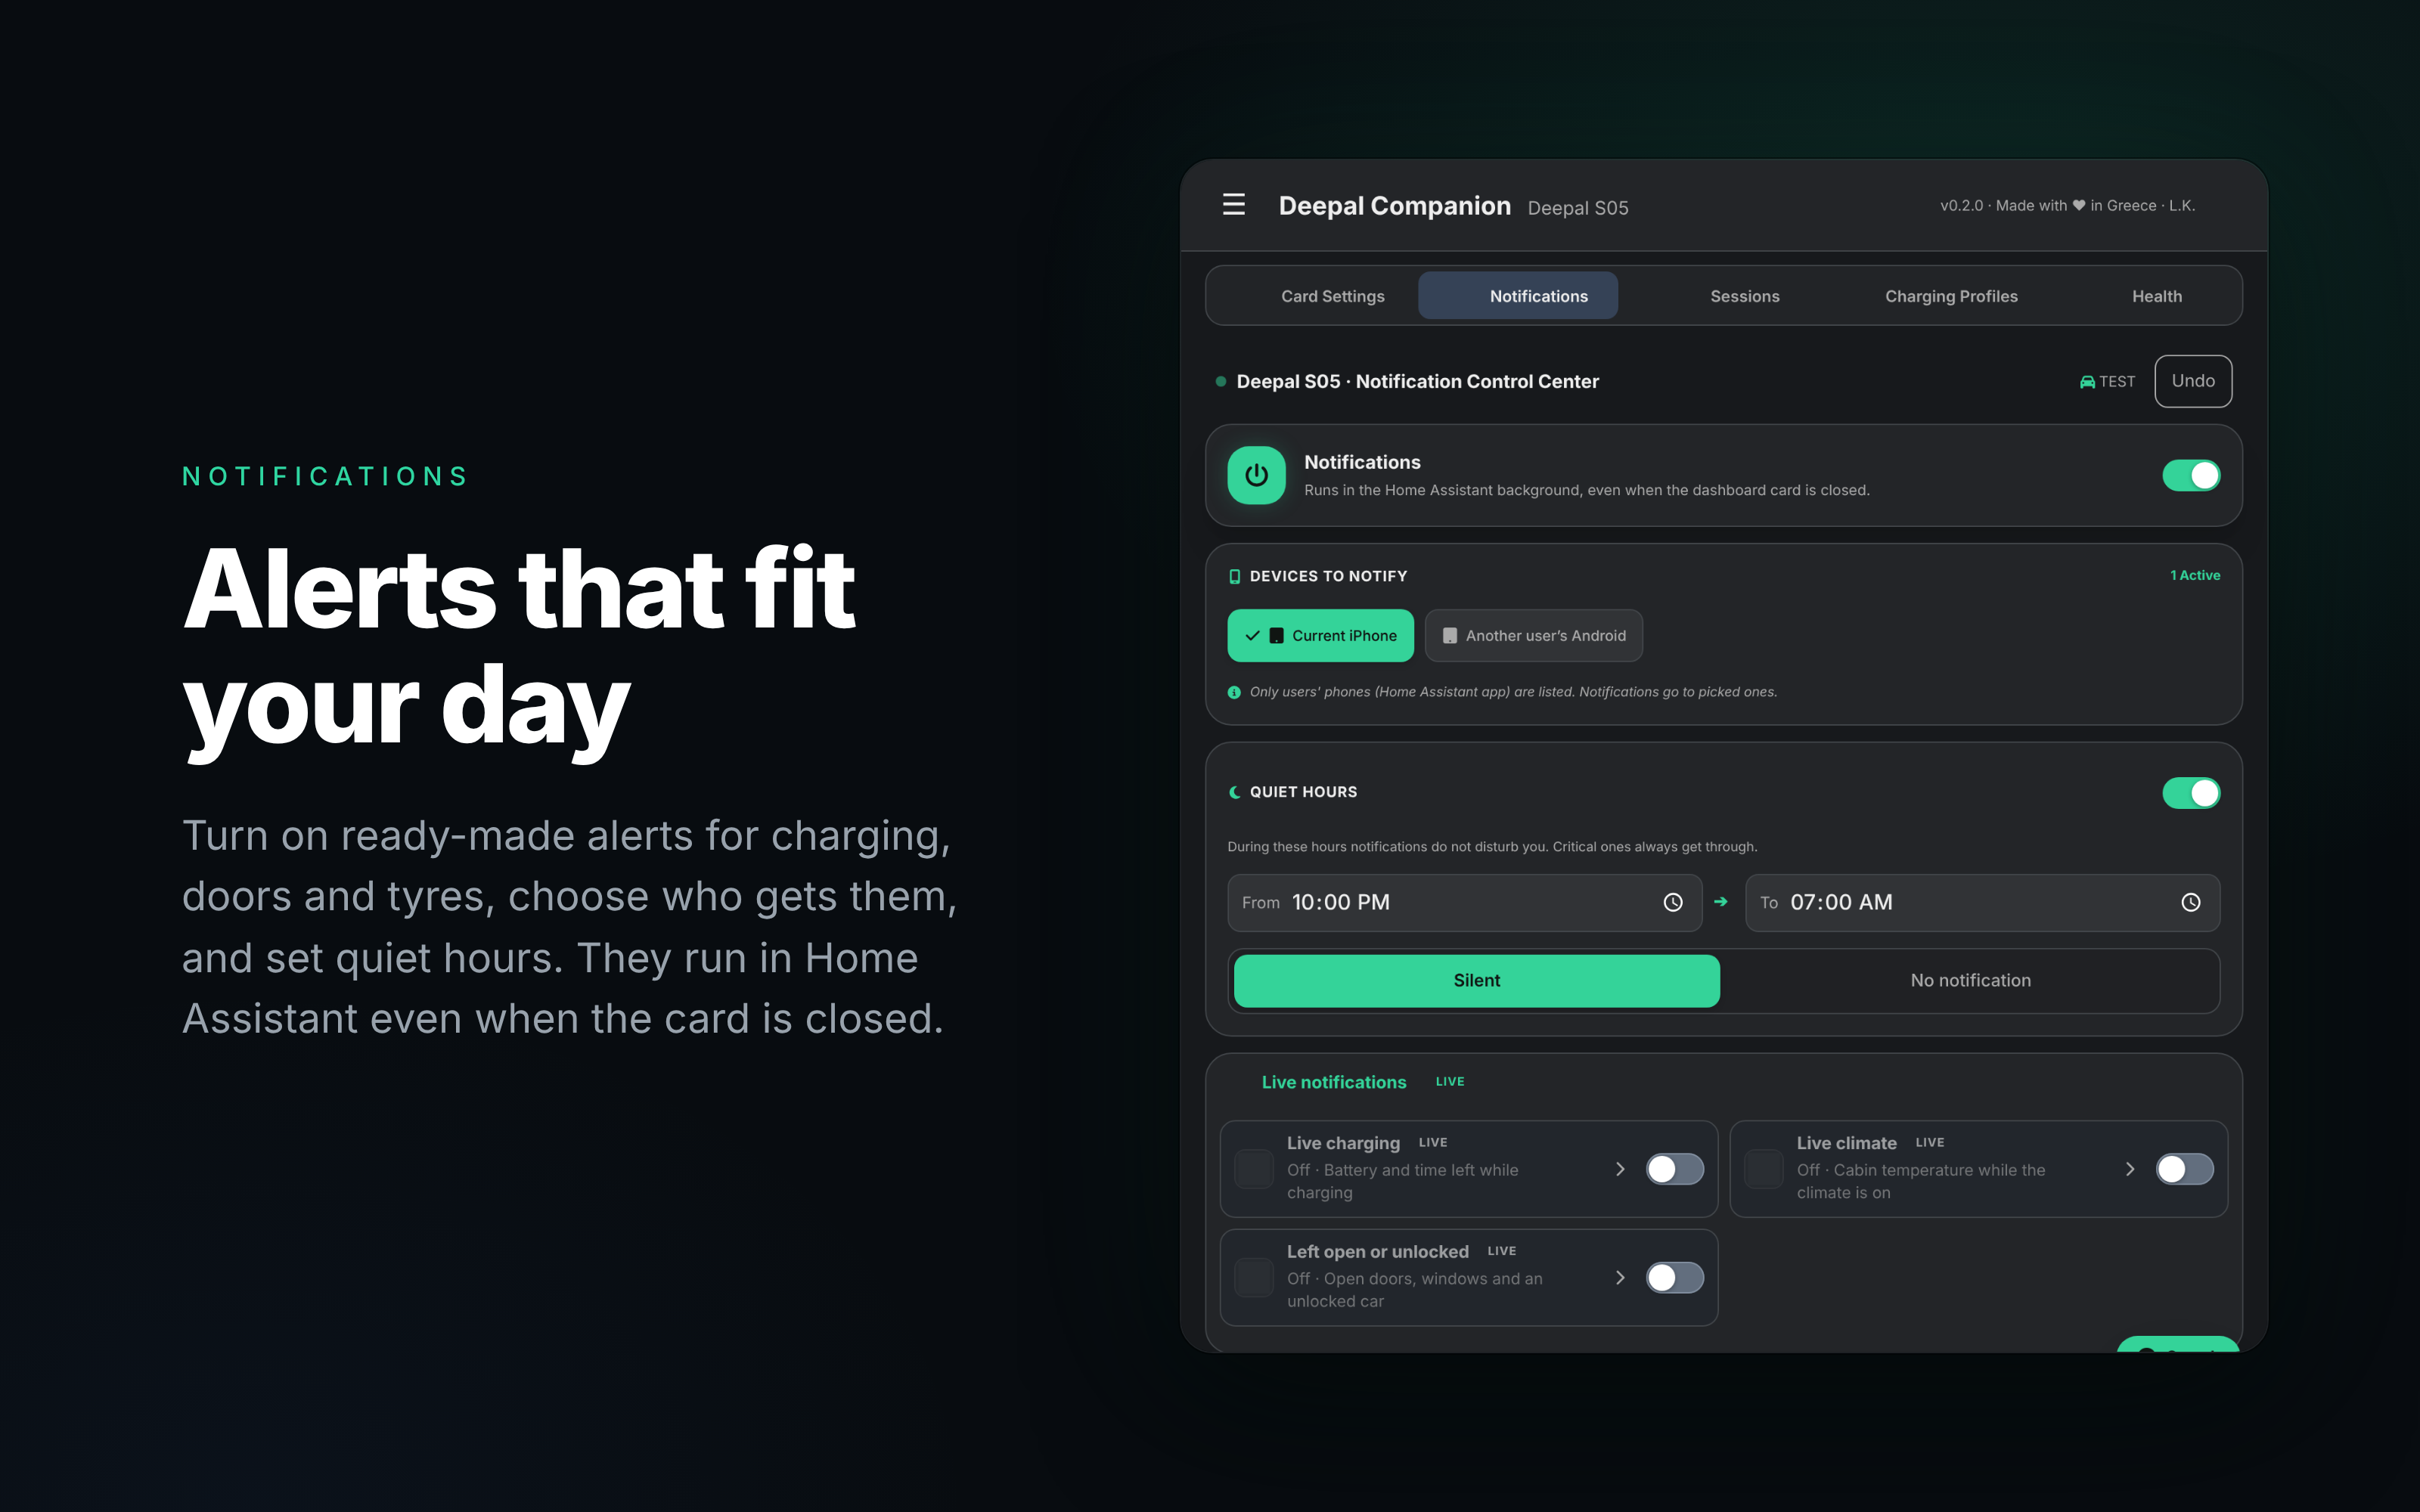 NOTIFICATIONS
Alerts that fit
your day
Turn on ready-made alerts for charging,
doors and tyres, choose who gets them,
and set quiet hours. They run in Home
Assistant even when the card is closed.
Deepal Companion Deepal S05
v0.2.0 · Made with ♥ in Greece · L.K.
Card Settings Notifications Sessions Charging Profiles Health
Deepal S05 · Notification Control Center
TEST Undo
Notifications
Runs in the Home Assistant background, even when the dashboard card is closed.
DEVICES TO NOTIFY
1 Active
Current iPhone Another user’s Android
Only users' phones (Home Assistant app) are listed. Notifications go to picked ones.
QUIET HOURS
During these hours notifications do not disturb you. Critical ones always get through.
From 10:00 PM To 07:00 AM
Silent No notification
Live notifications LIVE
Live charging LIVE
Off · Battery and time left while
charging
Live climate LIVE
Off · Cabin temperature while the
climate is on
Left open or unlocked LIVE
Off · Open doors, windows and an
unlocked car